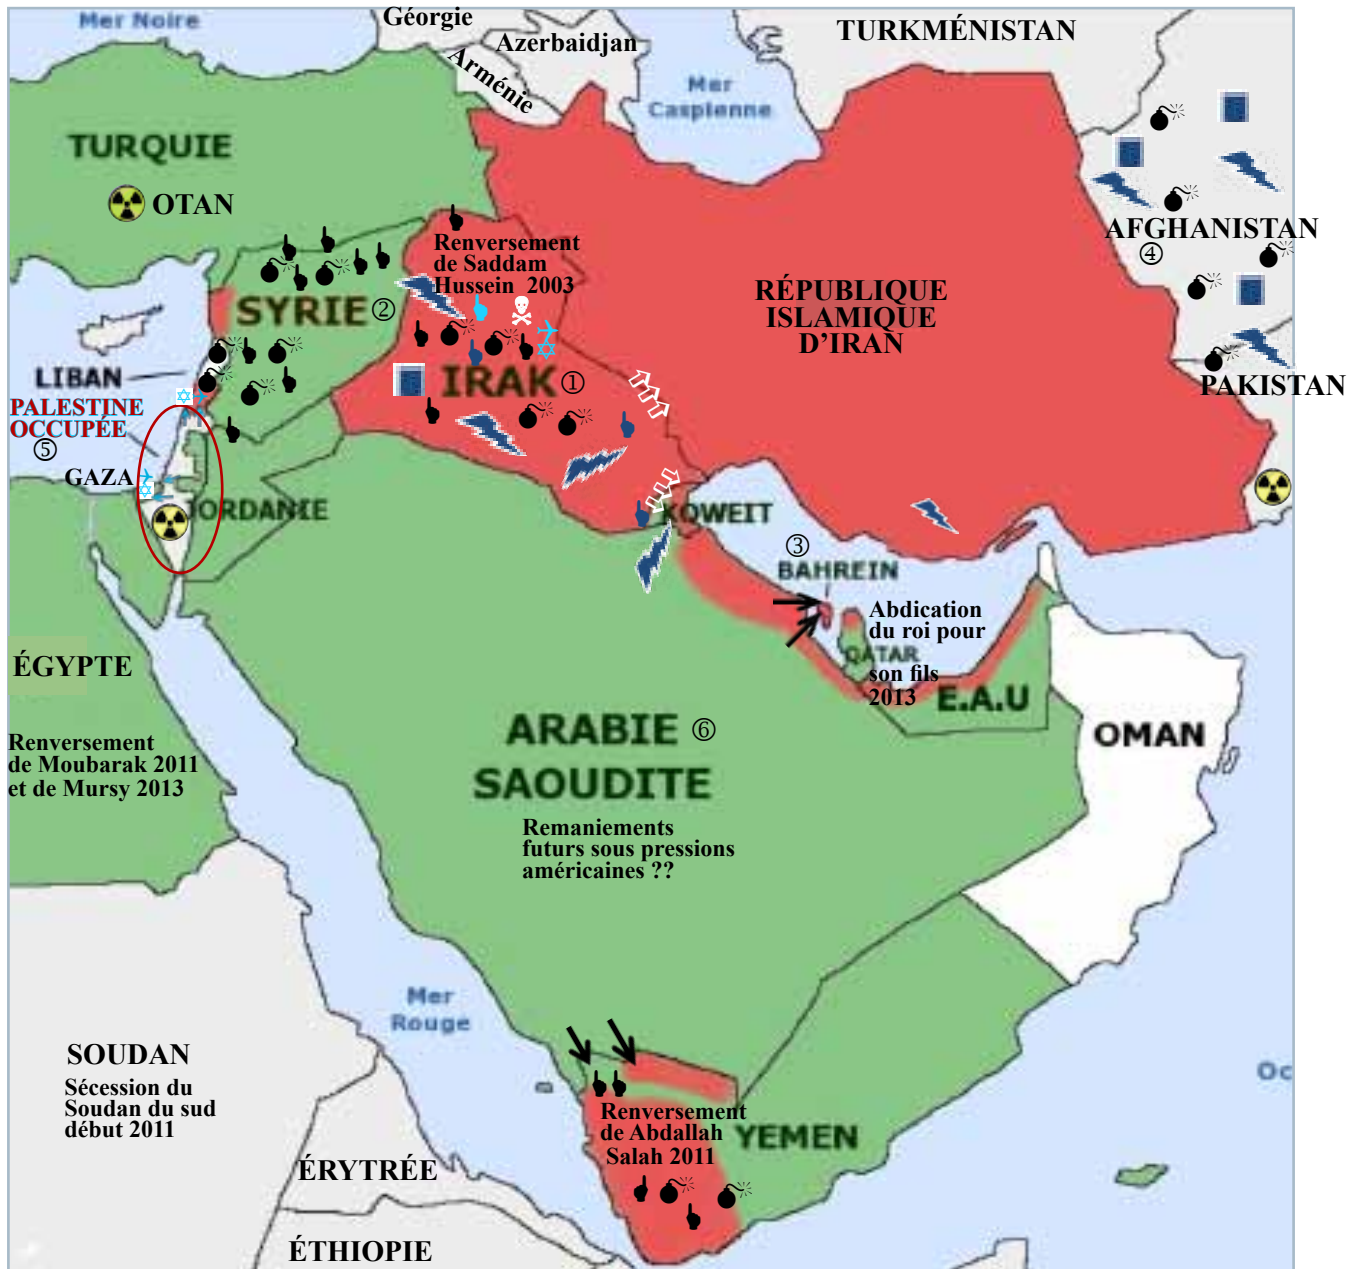 Mer Noire
Géorgie
Azerbaidjan
Arménie
TURKMÉNISTAN
Mer
Caspienne
TURQUIE
OTAN
Renversement
de Saddam
Hussein 2003
SYRIE ②
IRAK ①
RÉPUBLIQUE
ISLAMIQUE
D’IRAN
AFGHANISTAN
④
PAKISTAN
LIBAN
PALESTINE
OCCUPÉE
⑤
GAZA
JORDANIE
KOWEIT
③
BAHREIN
Abdication
du roi pour
QATAR
son fils
2013
E.A.U
OMAN
ÉGYPTE
Renversement
de Moubarak 2011
et de Mursy 2013
ARABIE ⑥
SAOUDITE
Remaniements
futurs sous pressions
américaines ??
Mer
Rouge
SOUDAN
Sécession du
Soudan du sud
début 2011
Oc
Renversement
de Abdallah
Salah 2011
YEMEN
ÉRYTRÉE
ÉTHIOPIE